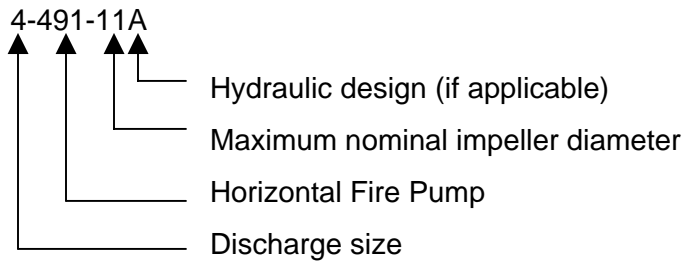 4-491-11A
Hydraulic design (if applicable)
Maximum nominal impeller diameter
Horizontal Fire Pump
Discharge size